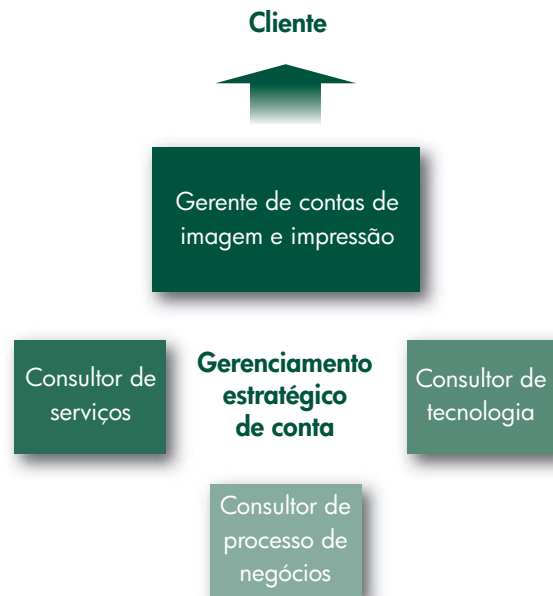 Cliente
Gerente de contas de
imagem e impressão
Consultor de
serviços
Gerenciamento
estratégico
de conta
Consultor de
tecnologia
Consultor de
processo de
negócios